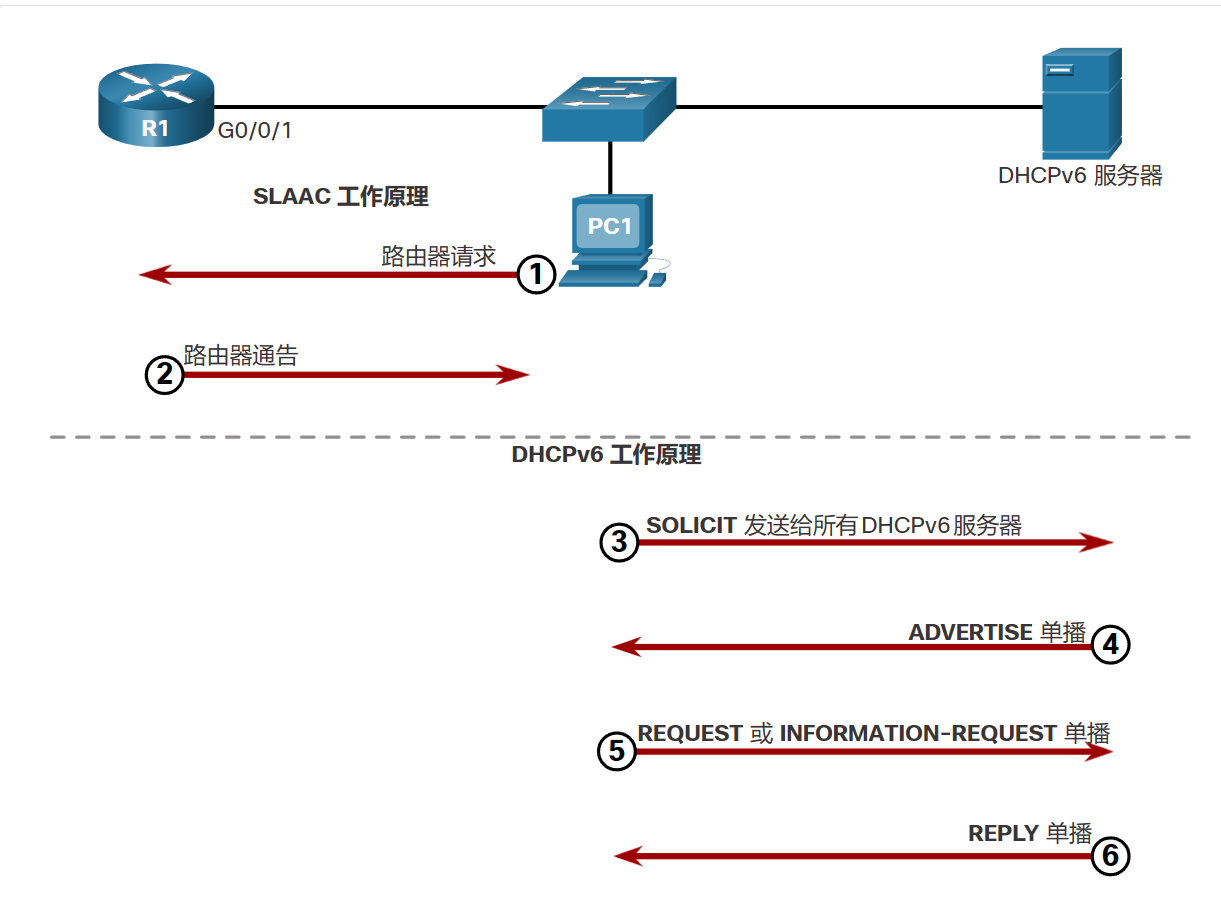 R1
G0/0/1
DHCPv6 服务器
SLAAC 工作原理
PC1
路由器请求
1
路由器通告
2
DHCPv6 工作原理
SOLICIT 发送给所有DHCPv6服务器
3
ADVERTISE 单播
4
REQUEST 或 INFORMATION-REQUEST 单播
5
REPLY 单播
6